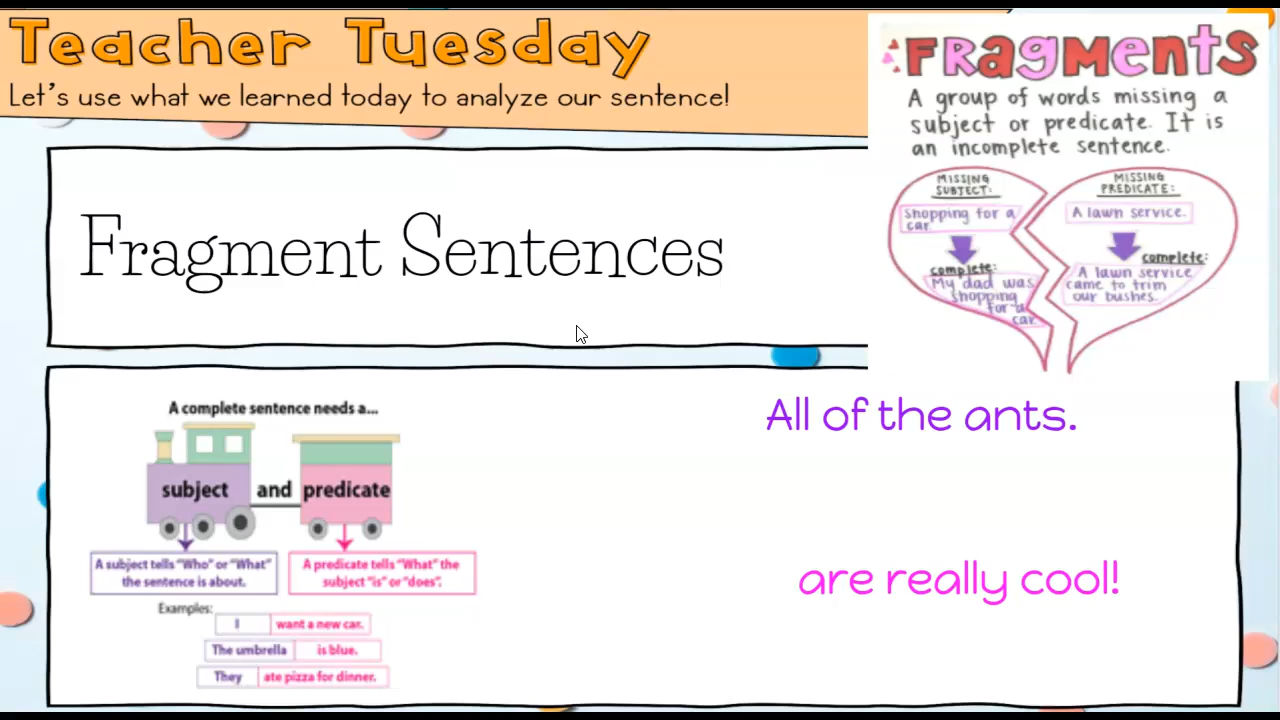 Teacher Tuesday
Let's use what we learned today to analyze our sentence!
FRagments
A group of words missing a
subject or predicate. It is
an incomplete sentence.
MISSING
SUBJECT:
Shopping for a
car.
complete:
My dad was
shopping
for a
car.
MISSING
PREDICATE:
A lawn service.
complete:
A lawn service
came to trim
our bushes.
Fragment Sentences
A complete sentence needs a...
subject and predicate
A subject tells "Who" or "What"
the sentence is about.
A predicate tells "What" the
subject "is" or "does".
Examples:
I want a new car.
The umbrella is blue.
They ate pizza for dinner.
All of the ants.
are really cool!